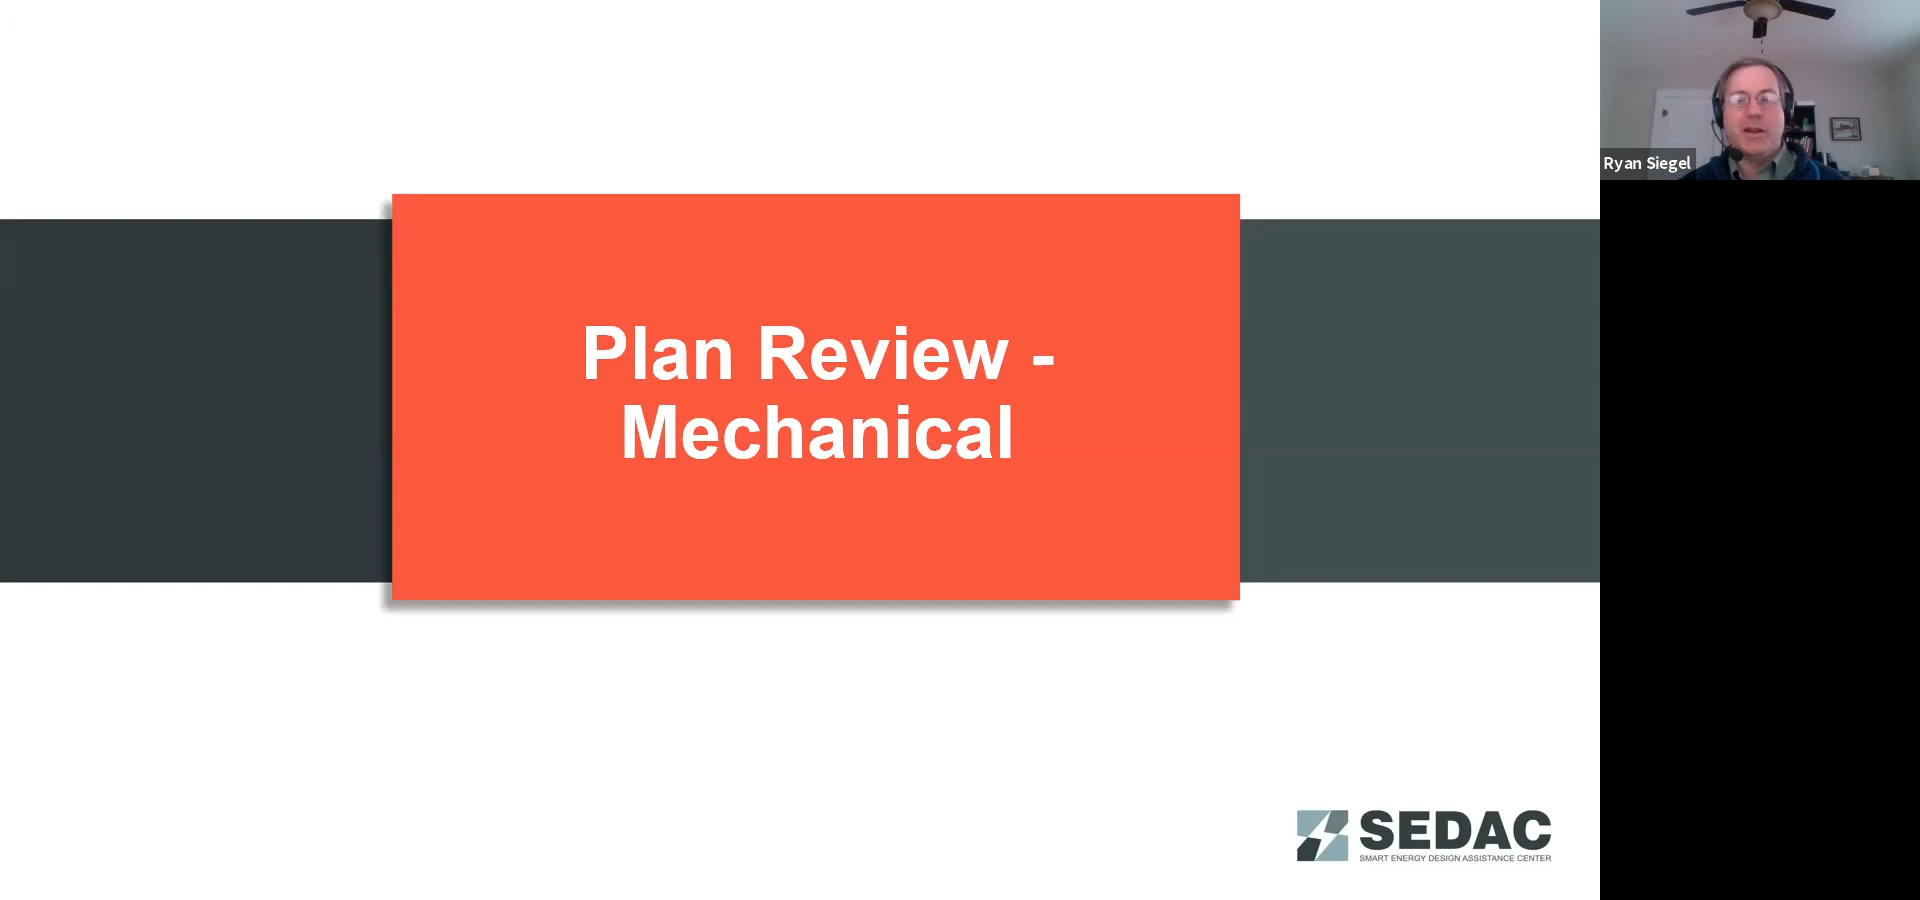 Plan Review -
Mechanical
Ryan Siegel
SEDAC
SMART ENERGY DESIGN ASSISTANCE CENTER